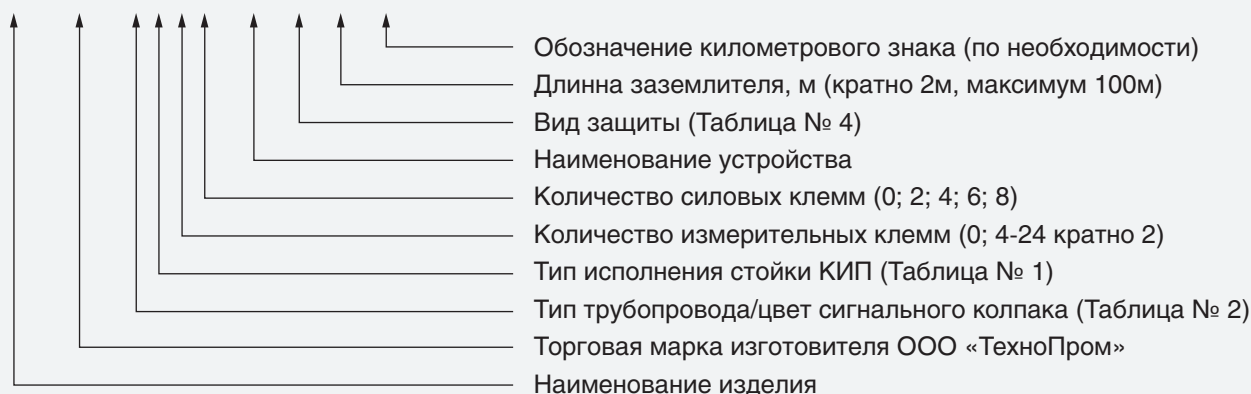 Обозначение километрового знака (по необходимости)
Длинна заземлителя, м (кратно 2м, максимум 100м)
Вид защиты (Таблица № 4)
Наименование устройства
Количество силовых клемм (0; 2; 4; 6; 8)
Количество измерительных клемм (0; 4-24 кратно 2)
Тип исполнения стойки КИП (Таблица № 1)
Тип трубопровода/цвет сигнального колпака (Таблица № 2)
Торговая марка изготовителя ООО «ТехноПром»
Наименование изделия